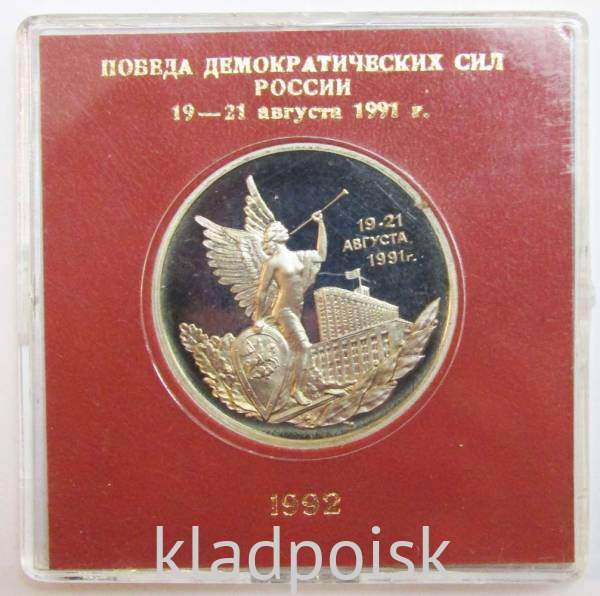 ПОБЕДА ДЕМОКРАТИЧЕСКИХ СИЛ
РОССИИ
19—21 августа 1991 г.
19-21
АВГУСТА
1991г.
1992
kladpoisk